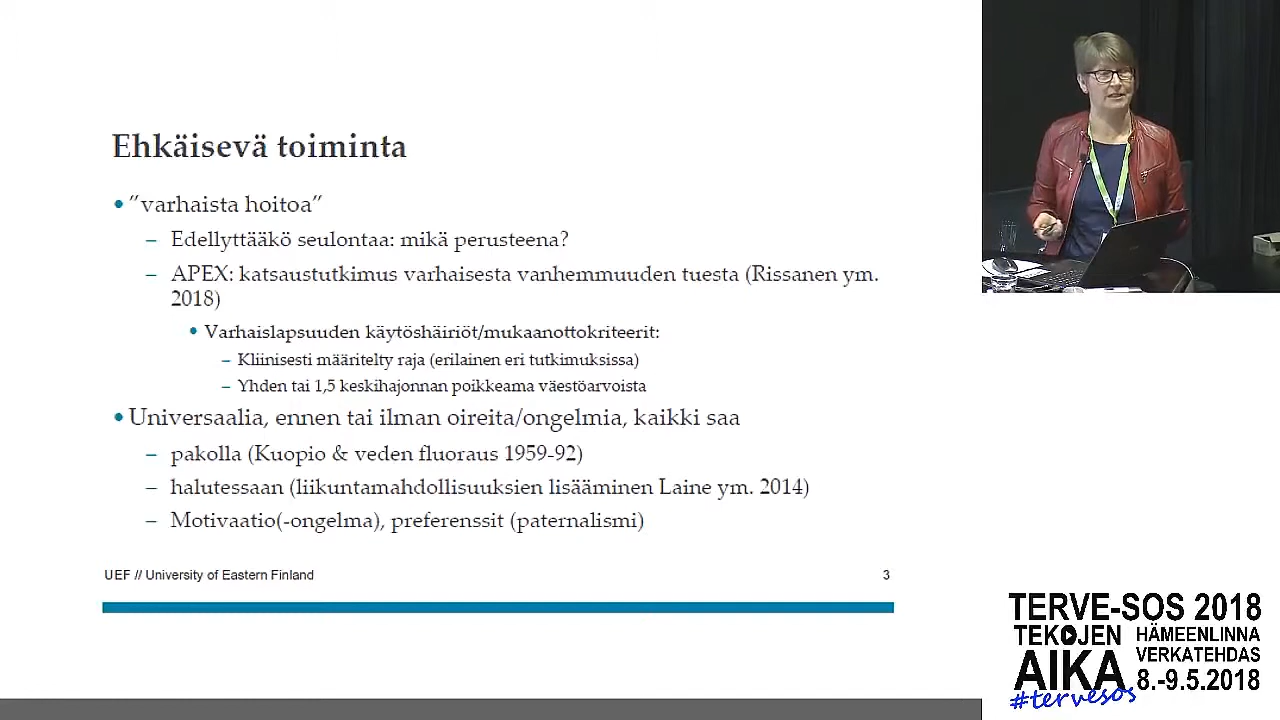 Ehkäisevä toiminta
• ”varhaista hoitoa”
– Edellyttääkö seulontaa: mikä perusteena?
– APEX: katsaustutkimus varhaisesta vanhemmuuden tuesta (Rissanen ym.
2018)
• Varhaislapsuuden käytöshäiriöt/mukaanottokriteerit:
– Kliinisesti määritelty raja (erilainen eri tutkimuksissa)
– Yhden tai 1,5 keskihajonnan poikkeama väestöarvoista
• Universaalia, ennen tai ilman oireita/ongelmia, kaikki saa
– pakolla (Kuopio & veden fluoraus 1959-92)
– halutessaan (liikuntamahdollisuuksien lisääminen Laine ym. 2014)
– Motivaatio(-ongelma), preferenssit (paternalismi)
UEF // University of Eastern Finland
3
TERVE-SOS 2018
TEKOJEN
AIKA
HÄMEENLINNA
VERKATEHDAS
8.-9.5.2018
#tervesos